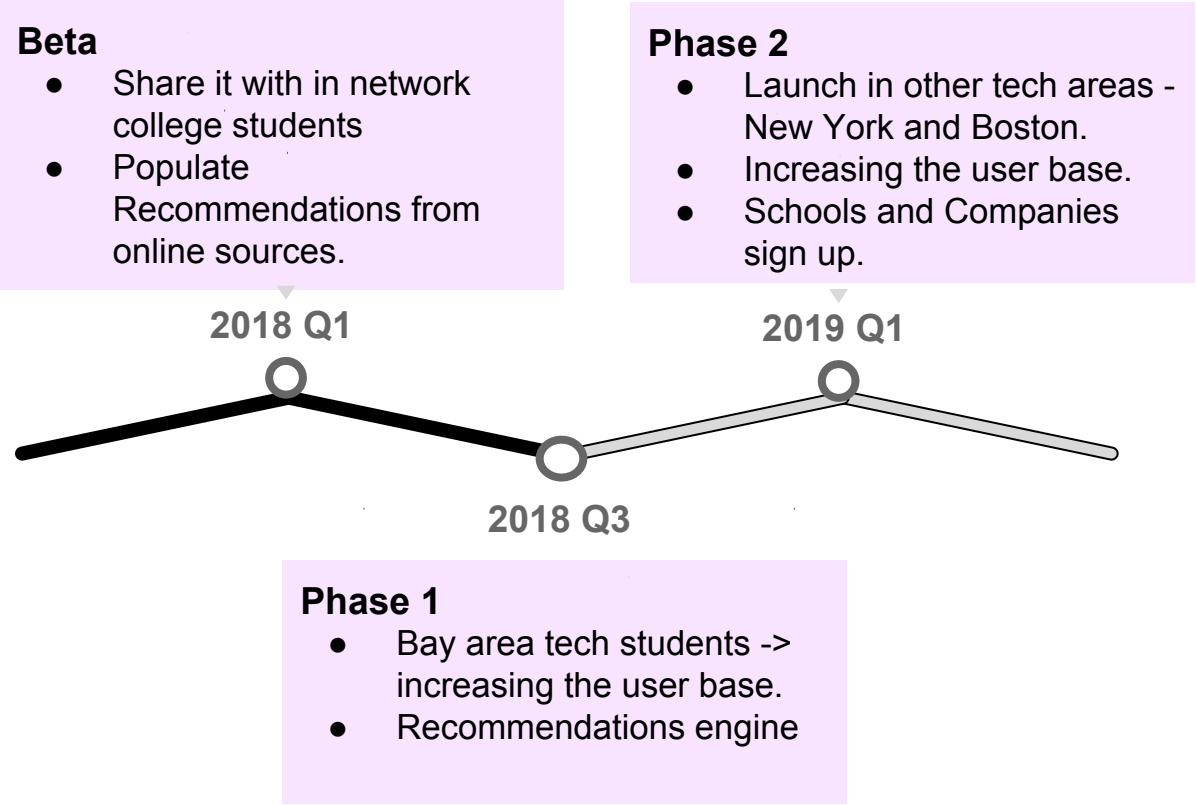 Beta
● Share it with in network
college students
● Populate
Recommendations from
online sources.
2018 Q1
Phase 2
● Launch in other tech areas -
New York and Boston.
● Increasing the user base.
● Schools and Companies
sign up.
2019 Q1
2018 Q3
Phase 1
● Bay area tech students ->
increasing the user base.
● Recommendations engine